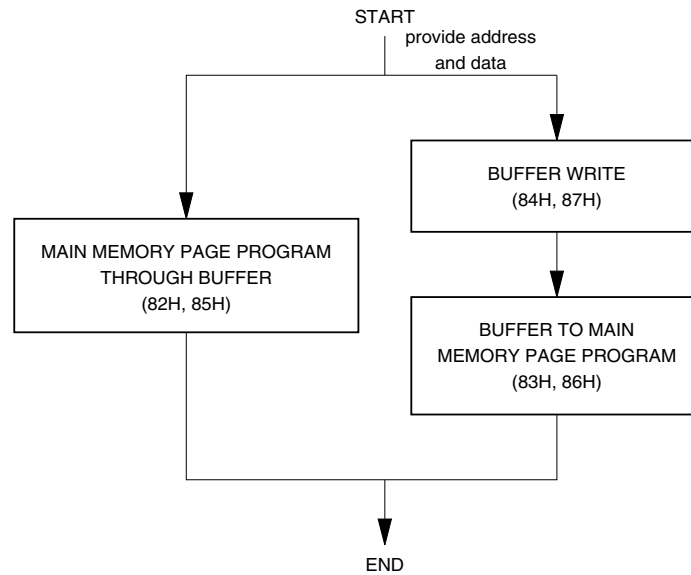 START
provide address
and data
BUFFER WRITE
(84H, 87H)
MAIN MEMORY PAGE PROGRAM
THROUGH BUFFER
(82H, 85H)
BUFFER TO MAIN
MEMORY PAGE PROGRAM
(83H, 86H)
END